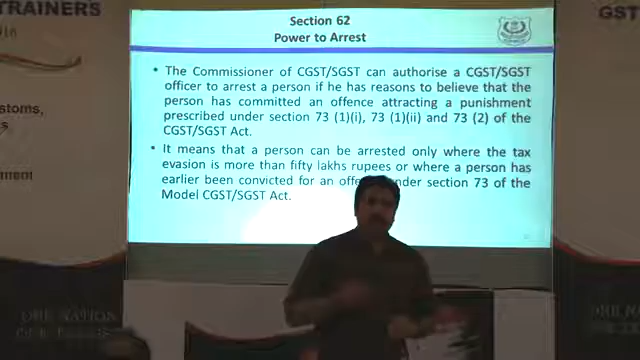 TRAINERS
GST
016
Section 62
Power to Arrest
• The Commissioner of CGST/SGST can authorise a CGST/SGST
officer to arrest a person if he has reasons to believe that the
person has committed an offence attracting a punishment
prescribed under section 73 (1)(i), 73 (1)(ii) and 73 (2) of the
CGST/SGST Act.
• It means that a person can be arrested only where the tax
evasion is more than fifty lakhs rupees or where a person has
earlier been convicted for an offe under section 73 of the
Model CGST/SGST Act.
stoms,
ment
ONE NATION